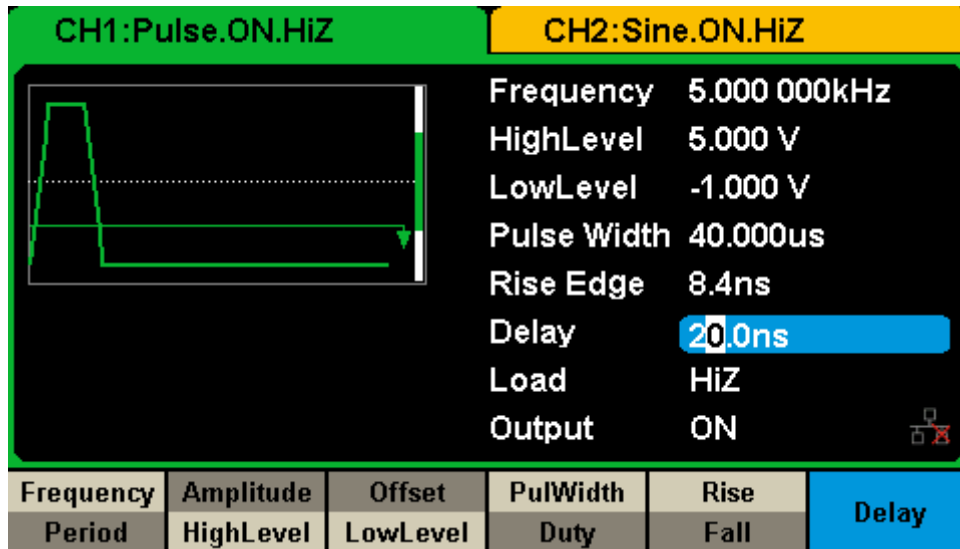 CH1:Pulse.ON.HiZ
CH2:Sine.ON.HiZ
Frequency 5.000 000kHz
HighLevel 5.000 V
LowLevel -1.000 V
Pulse Width 40.000us
Rise Edge 8.4ns
Delay 20.0ns
Load HiZ
Output ON
Frequency Amplitude Offset PulWidth Rise Delay
Period HighLevel LowLevel Duty Fall